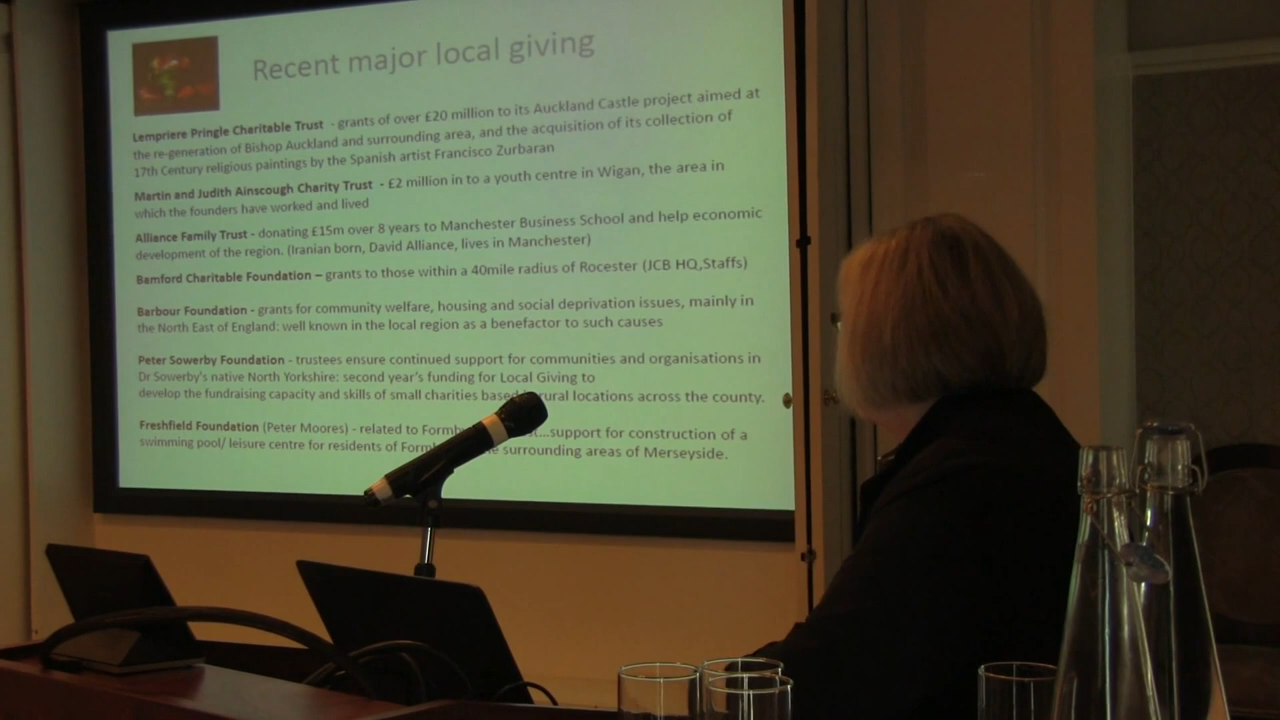 Recent major local giving
Lempriere Pringle Charitable Trust - grants of over £20 million to its Auckland Castle project aimed at
the re-generation of Bishop Auckland and surrounding area, and the acquisition of its collection of
17th Century religious paintings by the Spanish artist Francisco Zurbaran
Martin and Judith Ainscough Charity Trust - £2 million in to a youth centre in Wigan, the area in
which the founders have worked and lived
Alliance Family Trust - donating £15m over 8 years to Manchester Business School and help economic
development of the region. (Iranian born, David Alliance, lives in Manchester)
Bamford Charitable Foundation – grants to those within a 40mile radius of Rocester (JCB HQ,Staffs)
Barbour Foundation - grants for community welfare, housing and social deprivation issues, mainly in
the North East of England: well known in the local region as a benefactor to such causes
Peter Sowerby Foundation - trustees ensure continued support for communities and organisations in
Dr Sowerby's native North Yorkshire: second year's funding for Local Giving to
develop the fundraising capacity and skills of small charities based rural locations across the county.
Freshfield Foundation (Peter Moores) - related to ...support for construction of a
swimming pool/ leisure centre for residents of surrounding areas of Merseyside.